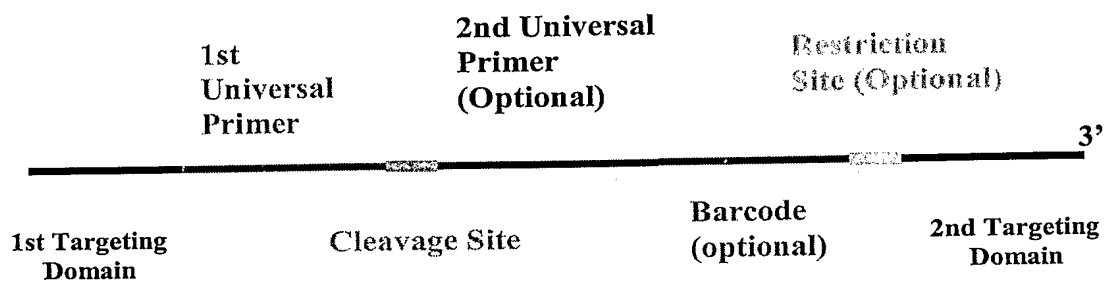 1st
Universal
Primer
2nd Universal
Primer
(Optional)
Restriction
Site (Optional)
3’
1st Targeting
Domain
Cleavage Site
Barcode
(optional)
2nd Targeting
Domain